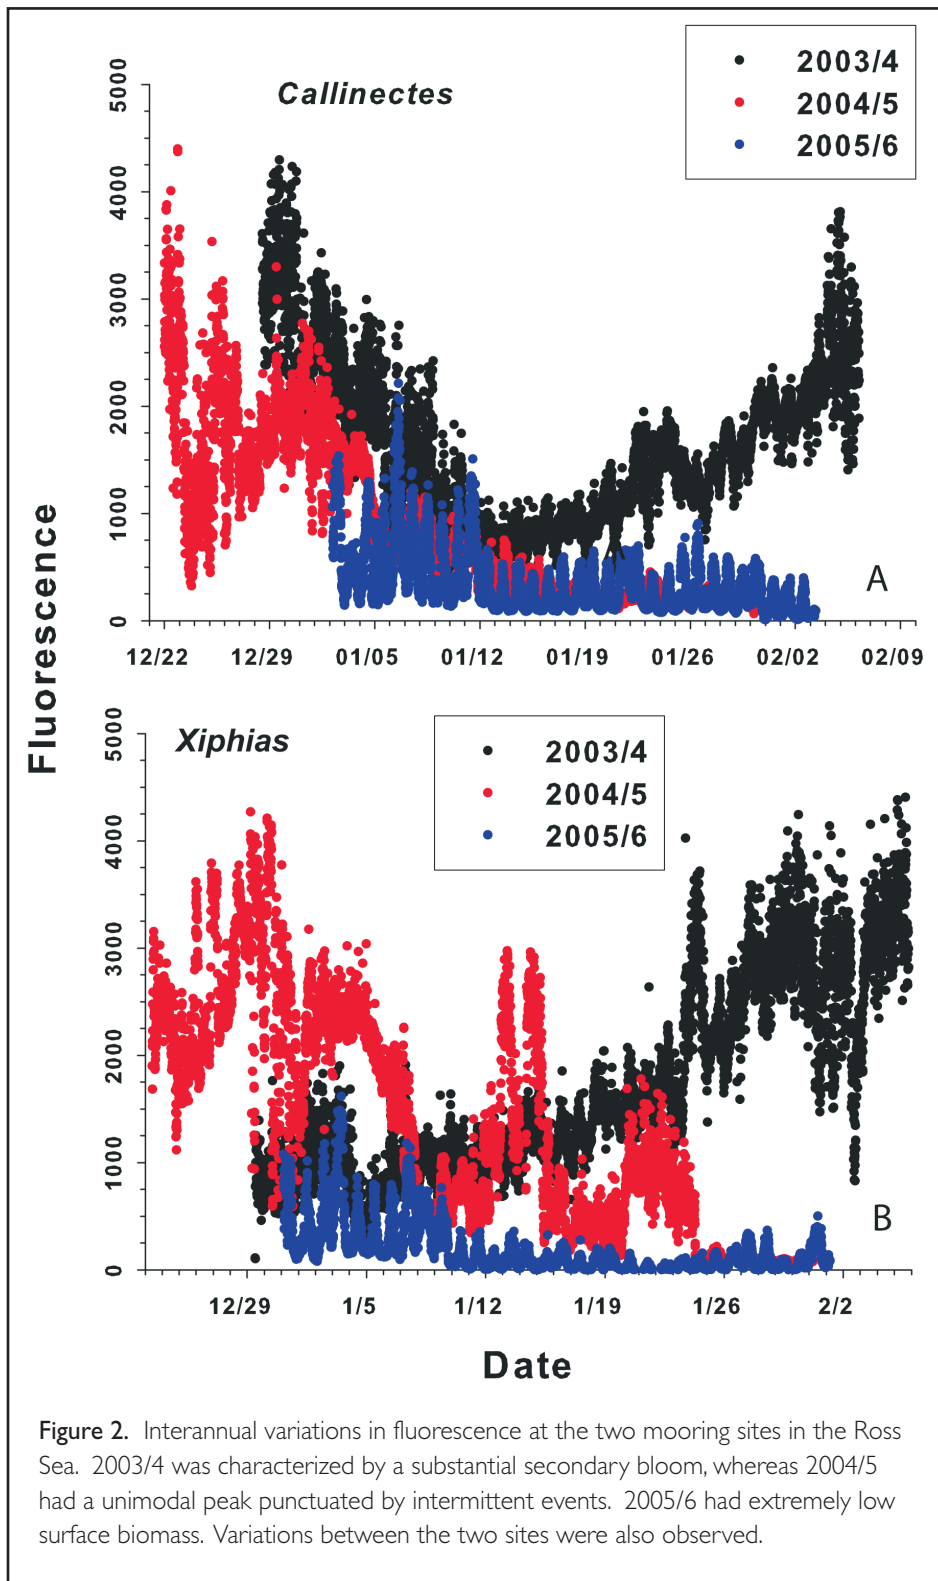 Callinectes
2003/4
2004/5
2005/6
5000
4000
3000
2000
1000
0
A
12/22 12/29 01/05 01/12 01/19 01/26 02/02 02/09
Fluorescence
Xiphias
2003/4
2004/5
2005/6
5000
4000
3000
2000
1000
0
B
12/29 1/5 1/12 1/19 1/26 2/2
Date
Figure 2. Interannual variations in fluorescence at the two mooring sites in the Ross
Sea. 2003/4 was characterized by a substantial secondary bloom, whereas 2004/5
had a unimodal peak punctuated by intermittent events. 2005/6 had extremely low
surface biomass. Variations between the two sites were also observed.